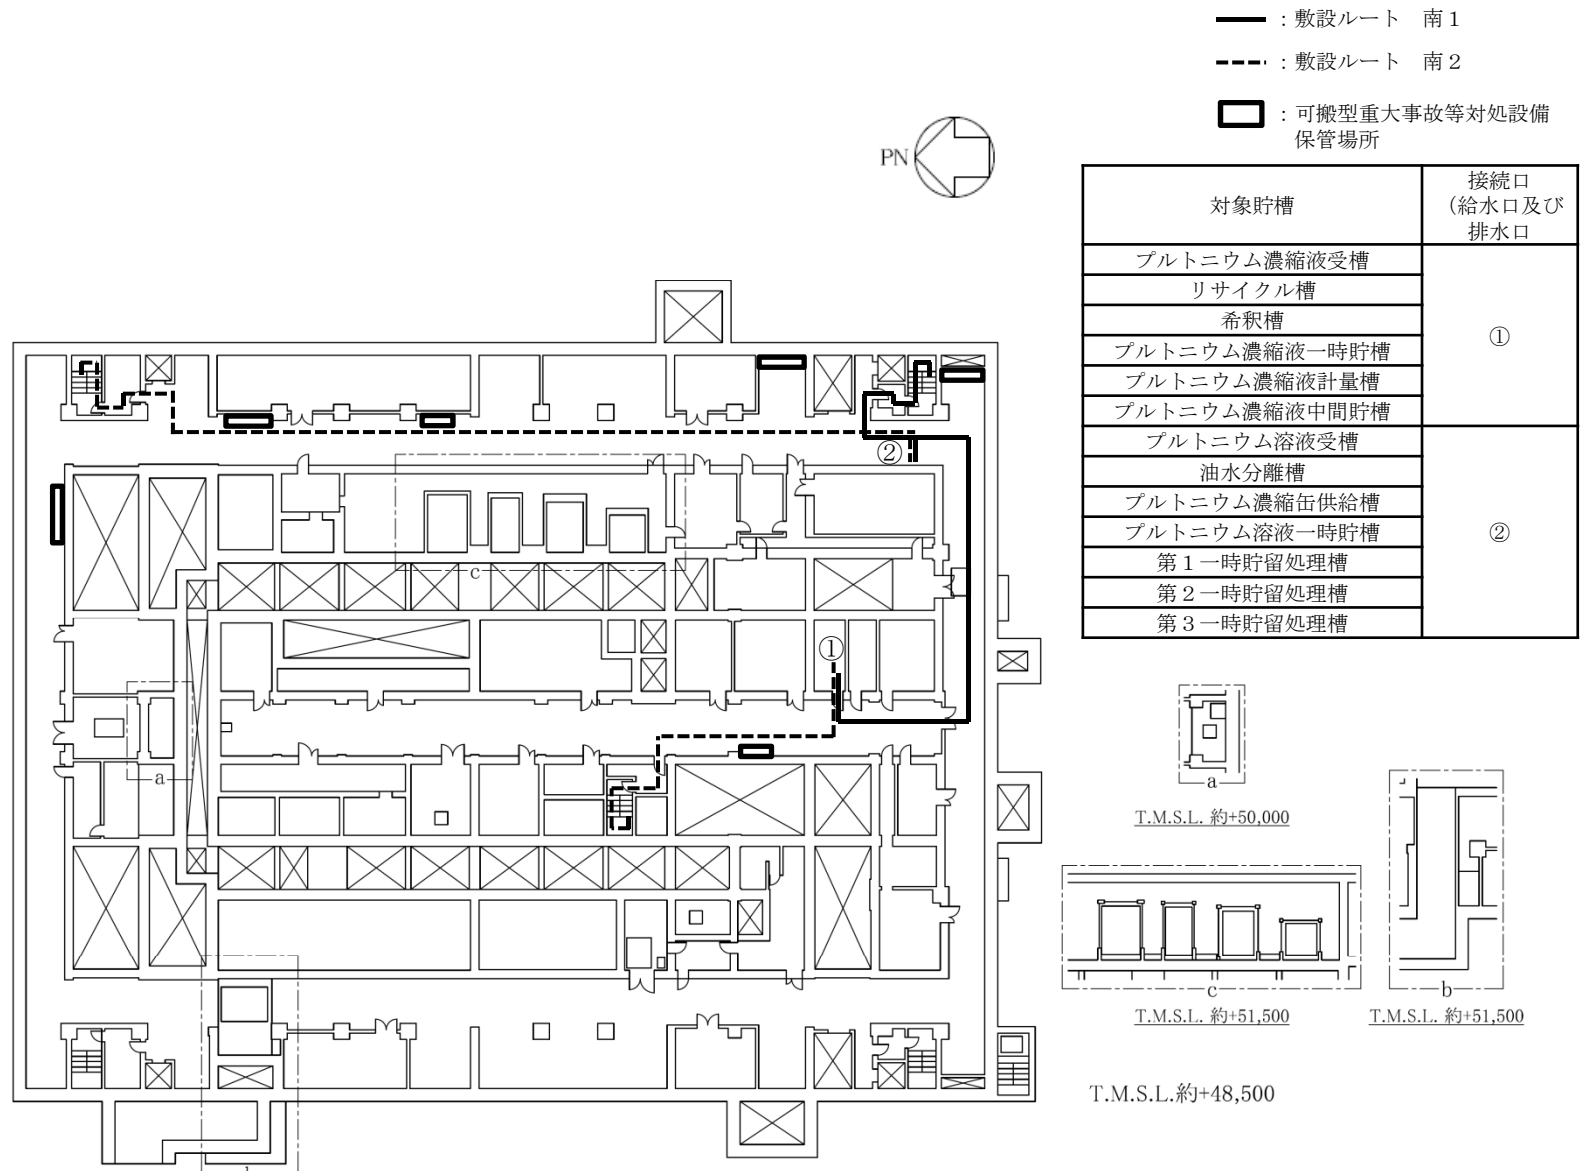 ：敷設ルート　南１
：敷設ルート　南２
：可搬型重大事故等対処設備
保管場所
PN
対象貯槽
接続口
（給水口及び
排水口
プルトニウム濃縮液受槽
リサイクル槽
希釈槽
プルトニウム濃縮液一時貯槽
プルトニウム濃縮液計量槽
プルトニウム濃縮液中間貯槽
①
プルトニウム溶液受槽
油水分離槽
プルトニウム濃縮缶供給槽
プルトニウム溶液一時貯槽
第１一時貯留処理槽
第２一時貯留処理槽
第３一時貯留処理槽
②
②
c
①
a
a
T.M.S.L. 約+50,000
c
T.M.S.L. 約+51,500
b
T.M.S.L. 約+51,500
T.M.S.L.約+48,500